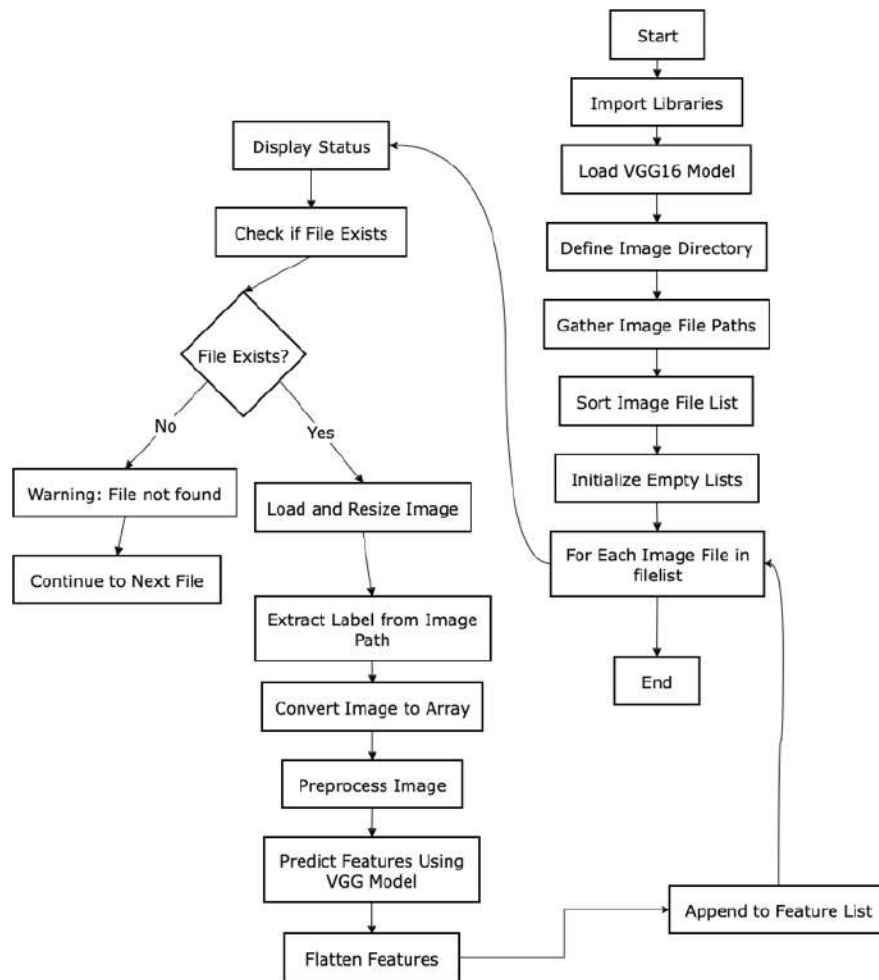 Start
Import Libraries
Load VGG16 Model
Define Image Directory
Gather Image File Paths
Sort Image File List
Initialize Empty Lists
For Each Image File in
filelist
End
Display Status
Check if File Exists
File Exists?
No
Yes
Warning: File not found
Continue to Next File
Load and Resize Image
Extract Label from Image
Path
Convert Image to Array
Preprocess Image
Predict Features Using
VGG Model
Flatten Features
Append to Feature List